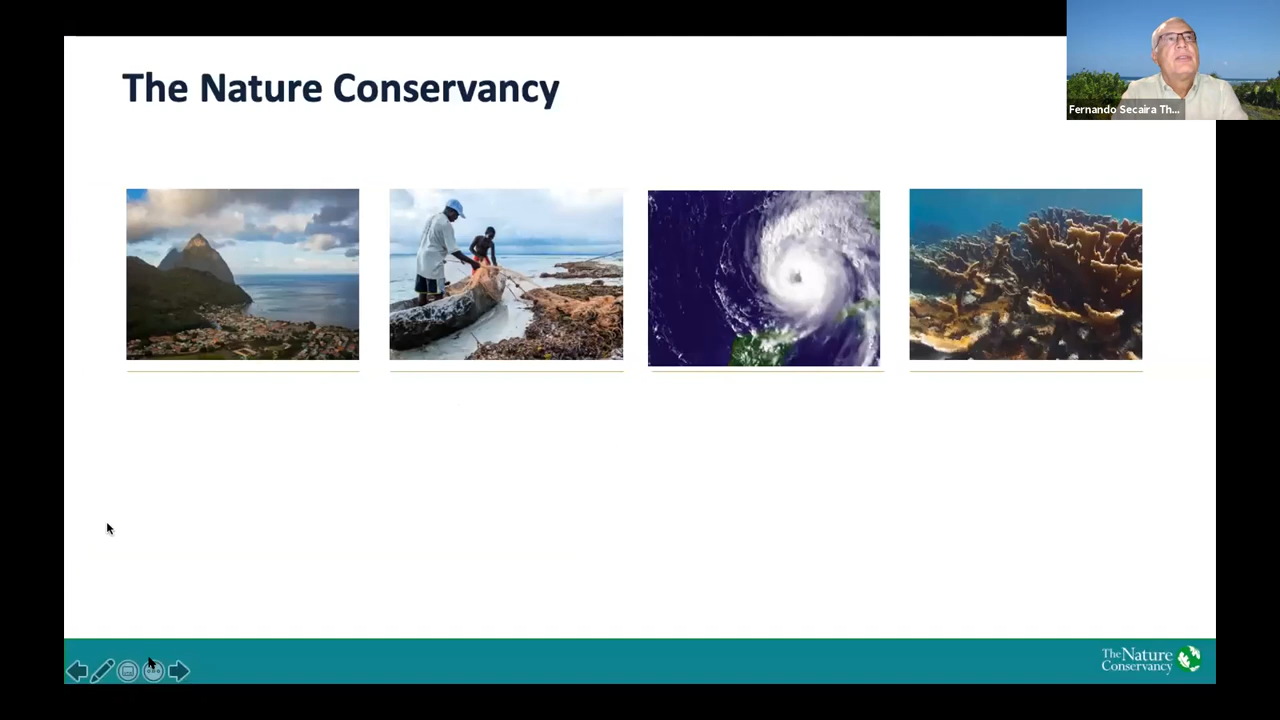 The Nature Conservancy
Fernando Secaira Th...
The Nature
Conservancy